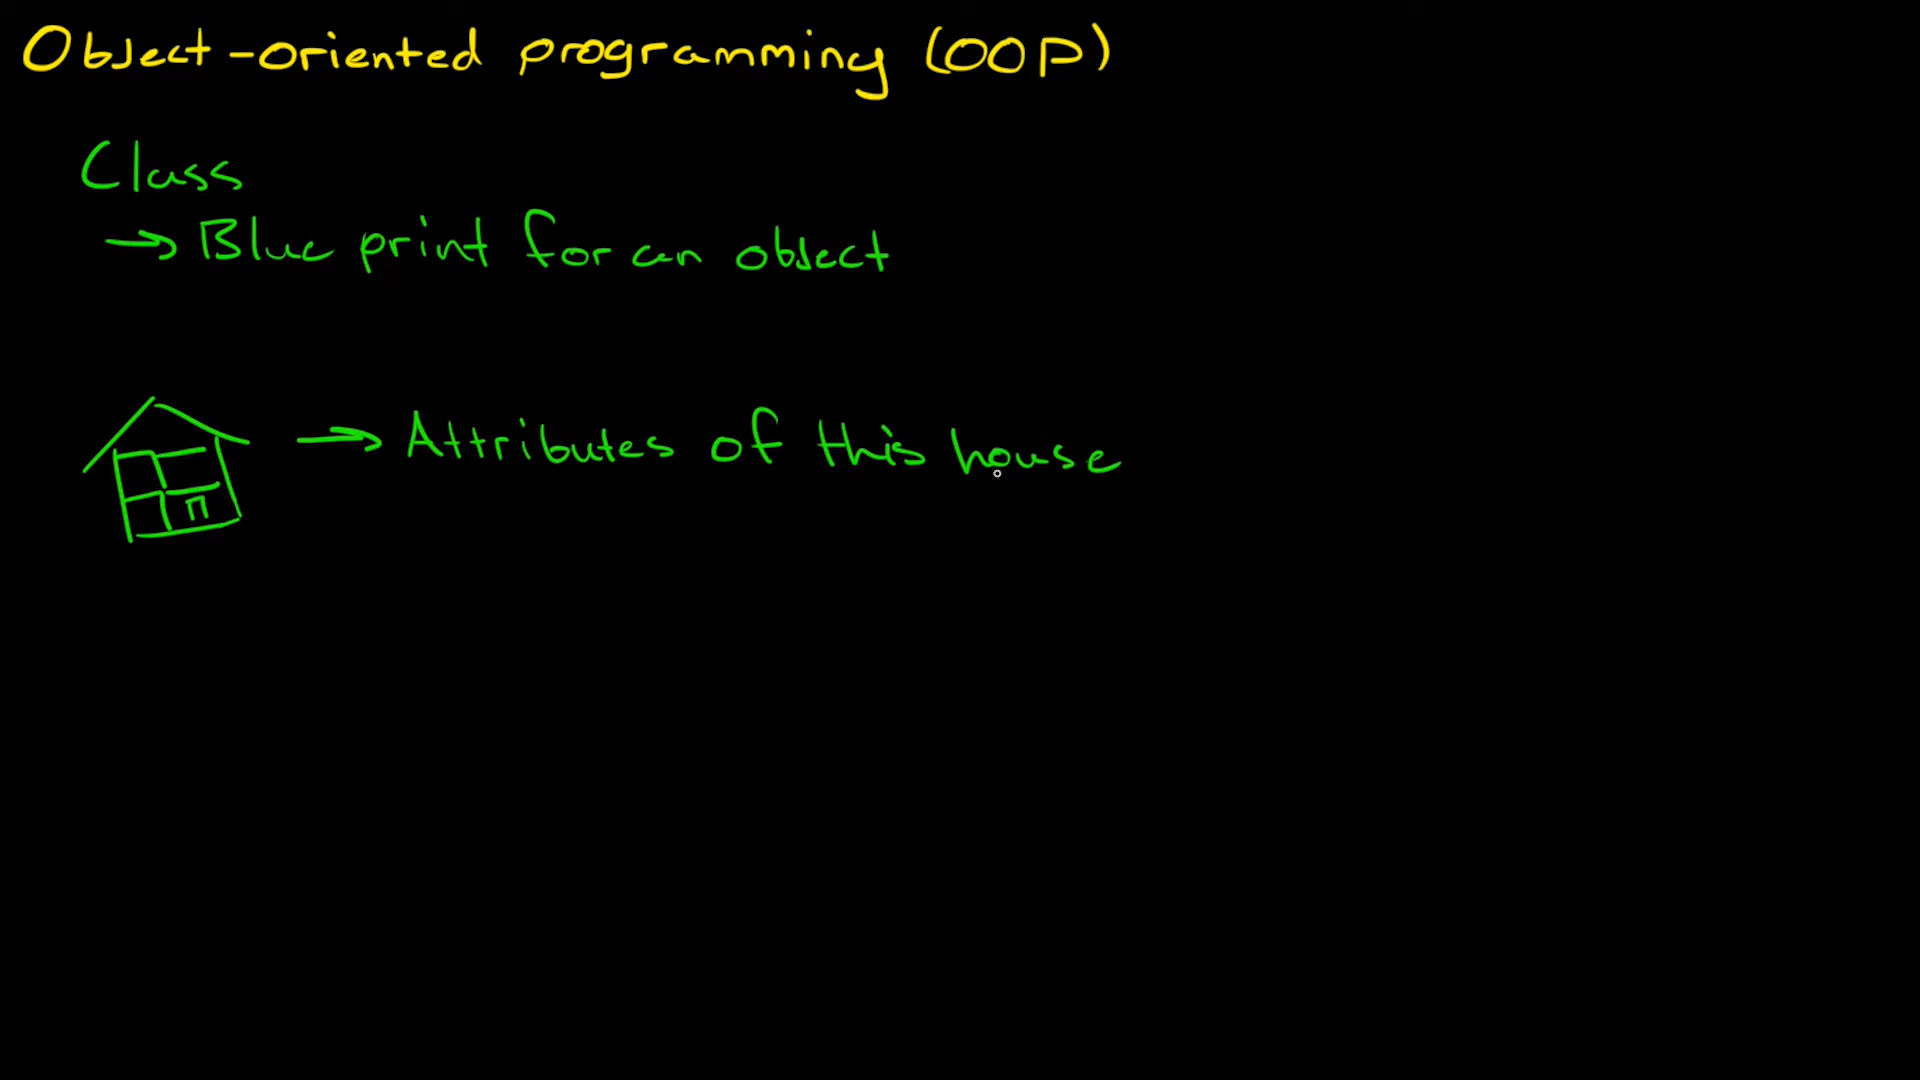 Object-oriented programming (OOP)
Class
→ Blue print for an object
→ Attributes of this house